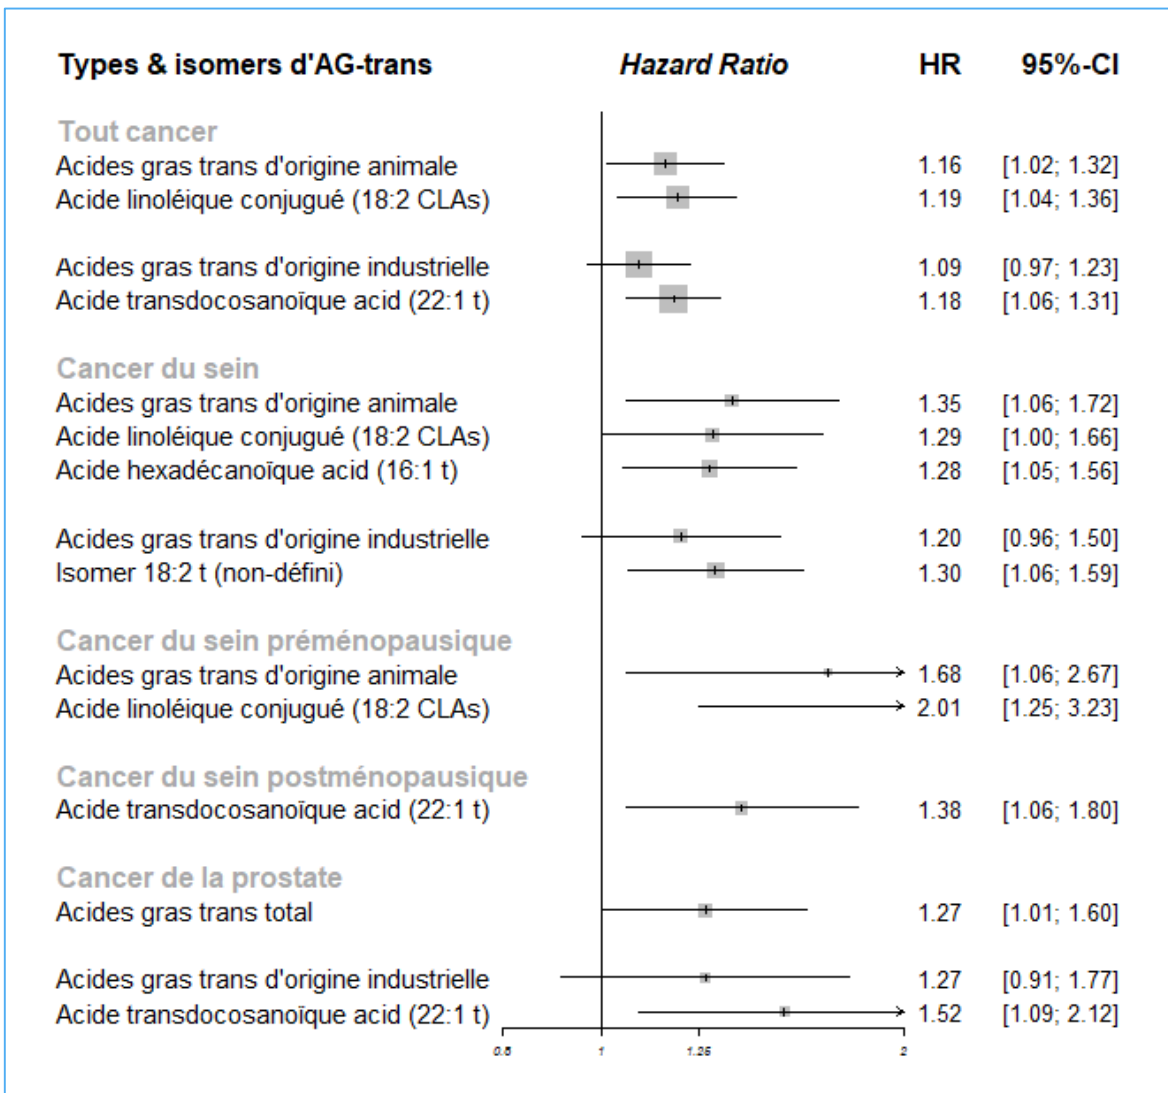 Types & isomers d'AG-trans Hazard Ratio HR 95%-CI
Tout cancer
Acides gras trans d'origine animale 1.16 [1.02; 1.32]
Acide linoléique conjugué (18:2 CLAs) 1.19 [1.04; 1.36]
Acides gras trans d'origine industrielle 1.09 [0.97; 1.23]
Acide transdocosanoïque acid (22:1 t) 1.18 [1.06; 1.31]
Cancer du sein
Acides gras trans d'origine animale 1.35 [1.06; 1.72]
Acide linoléique conjugué (18:2 CLAs) 1.29 [1.00; 1.66]
Acide hexadécanoïque acid (16:1 t) 1.28 [1.05; 1.56]
Acides gras trans d'origine industrielle 1.20 [0.96; 1.50]
Isomer 18:2 t (non-défini) 1.30 [1.06; 1.59]
Cancer du sein préménopausique
Acides gras trans d'origine animale 1.68 [1.06; 2.67]
Acide linoléique conjugué (18:2 CLAs) 2.01 [1.25; 3.23]
Cancer du sein postménopausique
Acide transdocosanoïque acid (22:1 t) 1.38 [1.06; 1.80]
Cancer de la prostate
Acides gras trans total 1.27 [1.01; 1.60]
Acides gras trans d'origine industrielle 1.27 [0.91; 1.77]
Acide transdocosanoïque acid (22:1 t) 1.52 [1.09; 2.12]
0.8 1 1.25 2